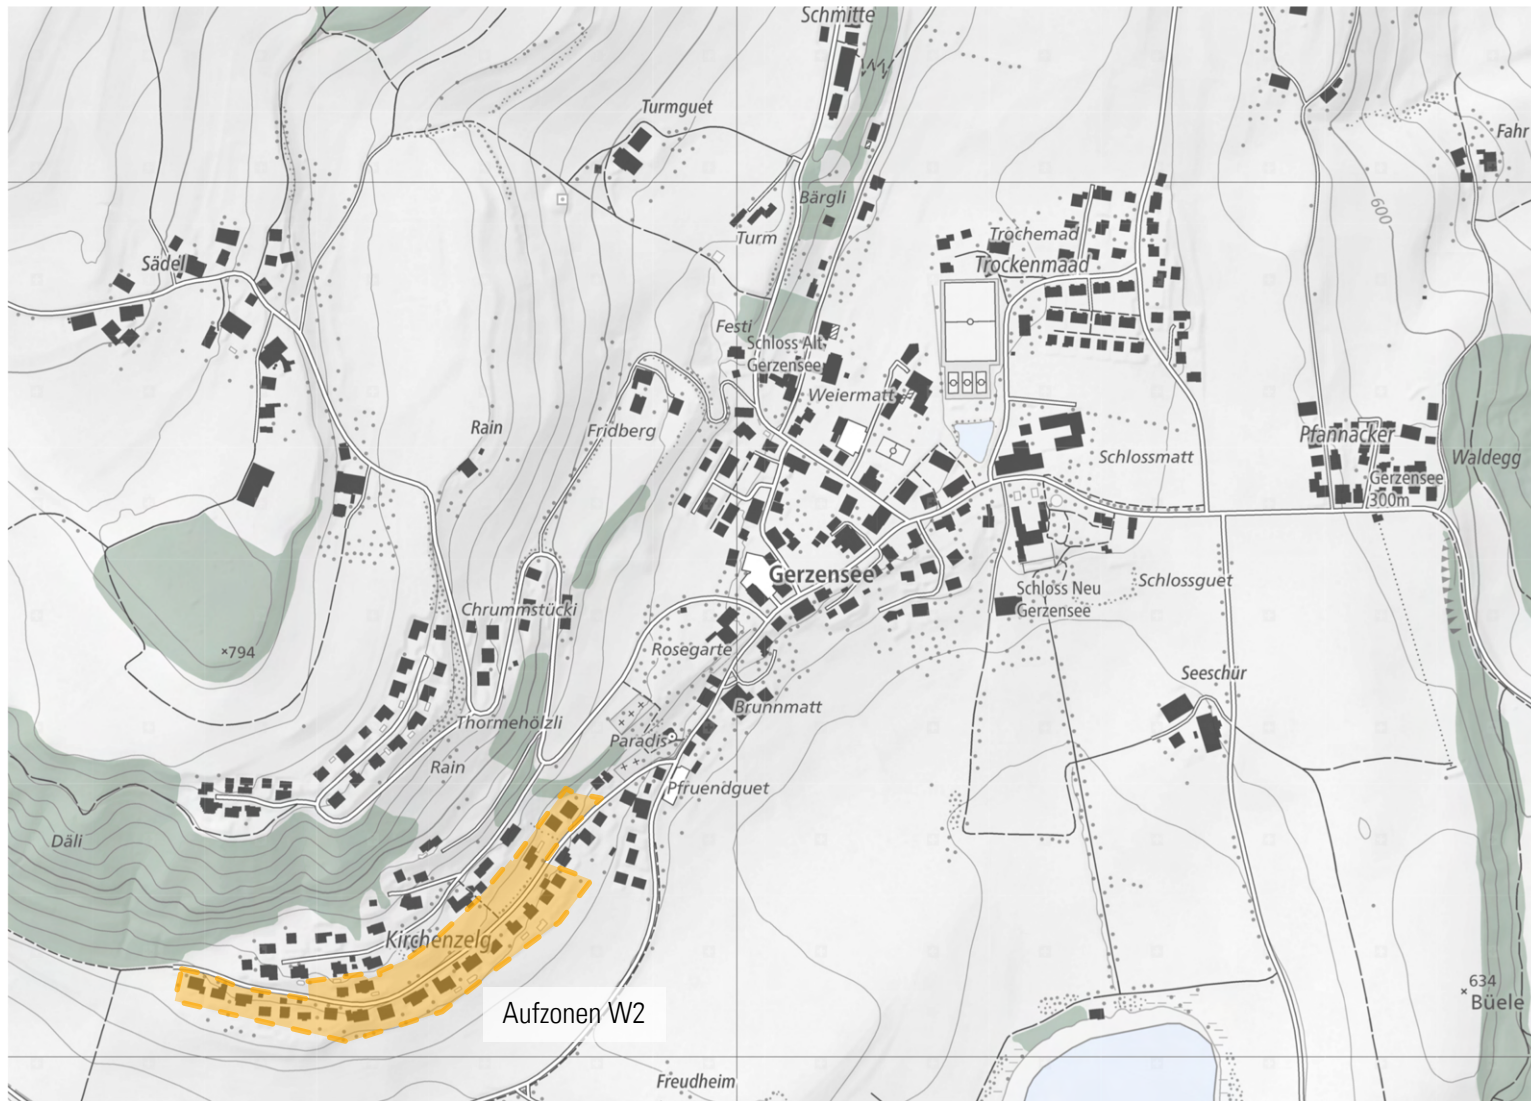 Schmitte
Turmguet
Fahr
Bärgli
600
Turm
Trochemad
Sädel
Trockenmaad
Festi
Schloss Alt
Gerzensee
Weiermatt
Rain
Fridberg
Pfannacker
Schlossmatt
Waldegg
Gerzensee
300m
Gerzensee
Schlossguet
Schloss Neu
Gerzensee
Chrummstücki
×794
Rosegarte
Seeschür
Thormehölzli
Brunnmatt
Paradis
Rain
Pfruendguet
Däli
Kirchenzelg
634
Büele
Aufzonen W2
Freudheim